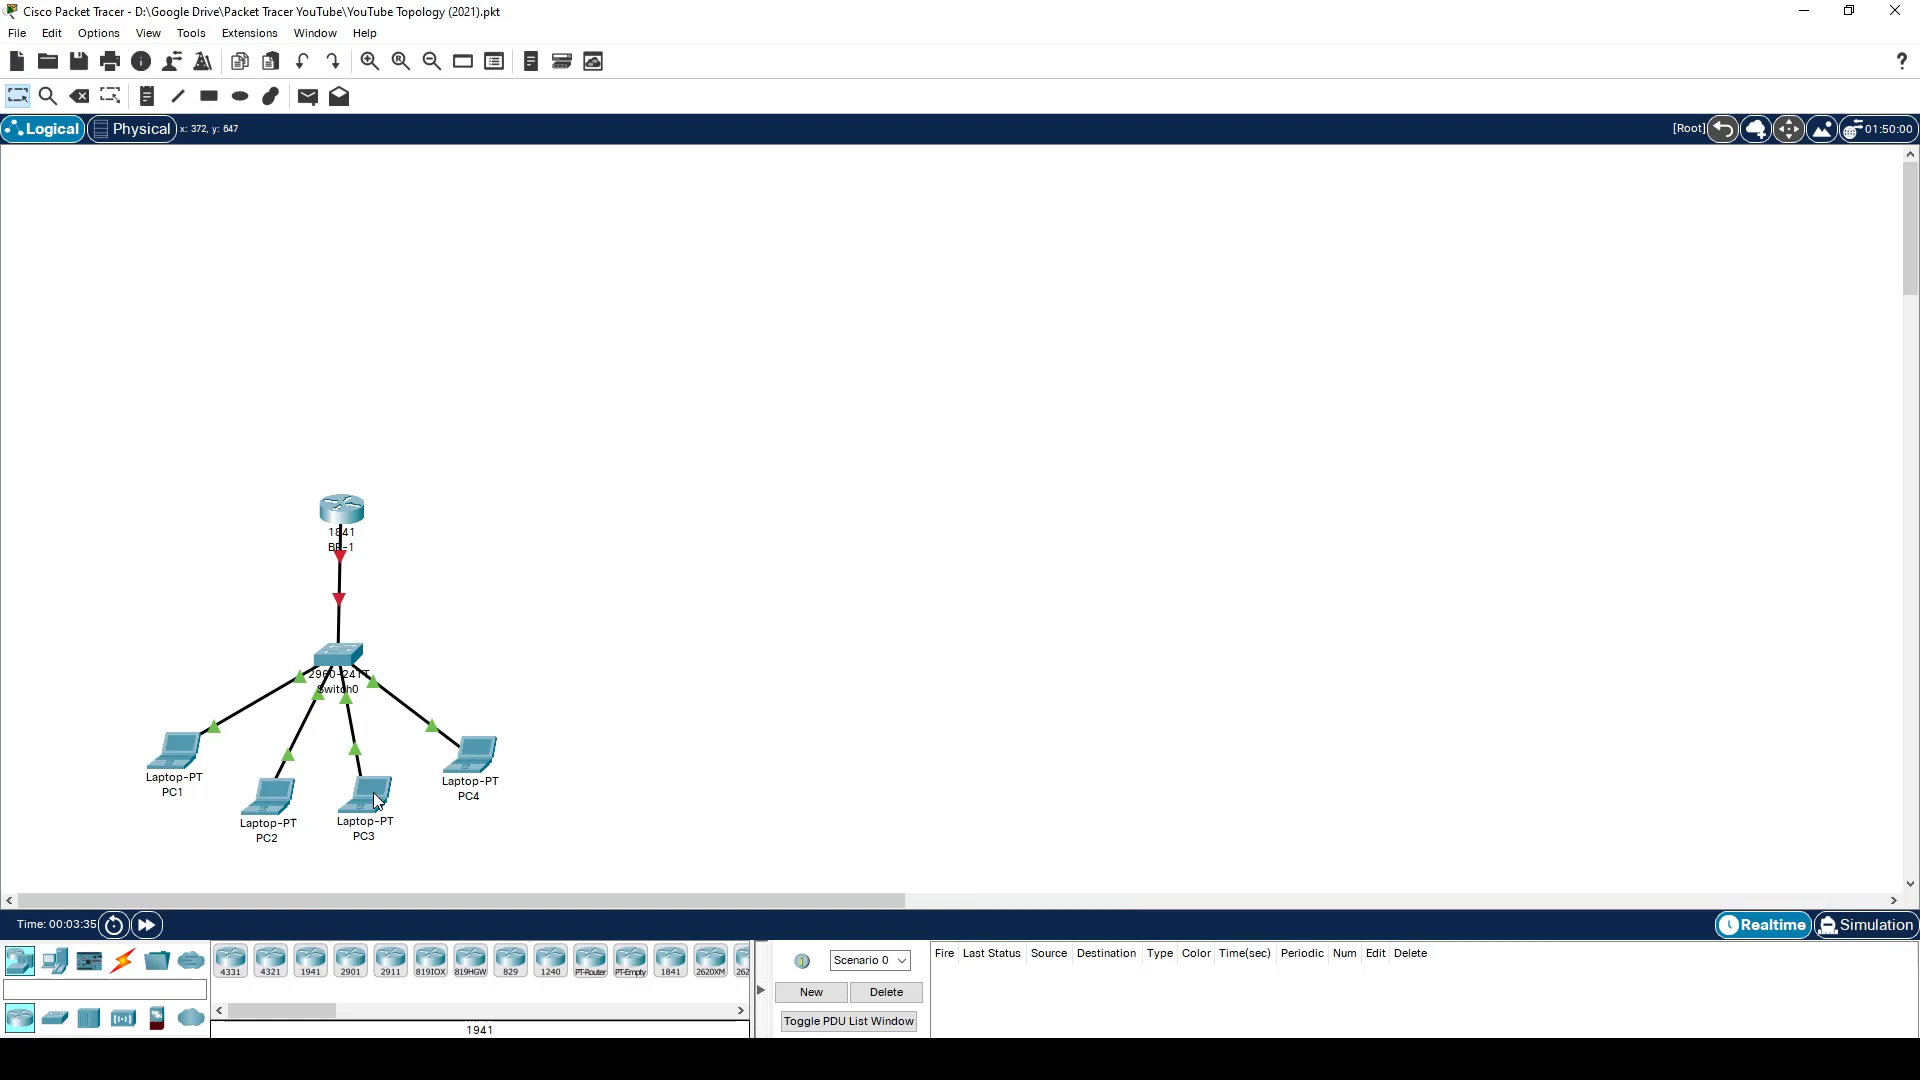 Cisco Packet Tracer - D:\Google Drive\Packet Tracer YouTube\YouTube Topology (2021).pkt
File Edit Options View Tools Extensions Window Help
?
Logical Physical x: 372, y: 647 [Root] 01:50:00
1841
BR-1
2960-24TT
Switch0
Laptop-PT
PC1
Laptop-PT
PC2
Laptop-PT
PC3
Laptop-PT
PC4
Time: 00:03:35 Realtime Simulation
4331 4321 1941 2901 2911 819IOX 819HGW 829 1240 PT-Router PT-Empty 1841 2620XM 262
1941
Scenario 0
New Delete
Toggle PDU List Window
Fire Last Status Source Destination Type Color Time(sec) Periodic Num Edit Delete